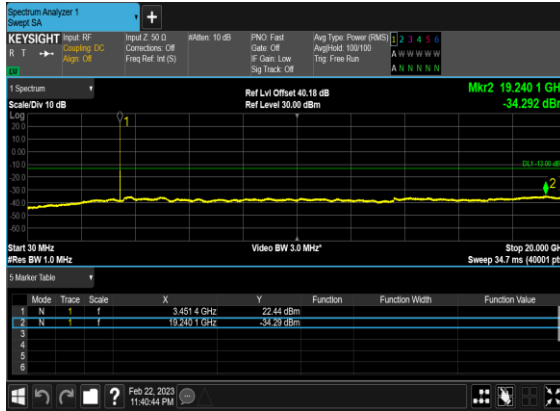 Spectrum Analyzer 1
Swept SA
+
KEYSIGHT Input: RF Input Z: 50 Ω #Atten: 10 dB PNO: Fast Avg Type: Power (RMS) 1 2 3 4 5 6
R T Coupling: DC Corrections: Off Gate: Off Avg|Hold: 100/100 A W W W W W
Align: Off Freq Ref: Int (S) IF Gain: Low Trig: Free Run
LU Sig Track: Off A N N N N N
1 Spectrum Ref Lvl Offset 40.18 dB Mkr2 19.240 1 GH
Scale/Div 10 dB Ref Level 30.00 dBm -34.292 dBm
Log
1
20.0
10.0
0.00
-10.0 DL1 -13.00 dB
-20.0
-30.0 2
-40.0
-50.0
-60.0
Start 30 MHz Video BW 3.0 MHz* Stop 20.000 GH
#Res BW 1.0 MHz Sweep 34.7 ms (40001 pts
5 Marker Table
Mode Trace Scale X Y Function Function Width Function Value
1 N 1 f 3.451 4 GHz 22.44 dBm
2 N 1 f 19.240 1 GHz -34.29 dBm
3
4
5
6
? Feb 22, 2023
11:40:44 PM